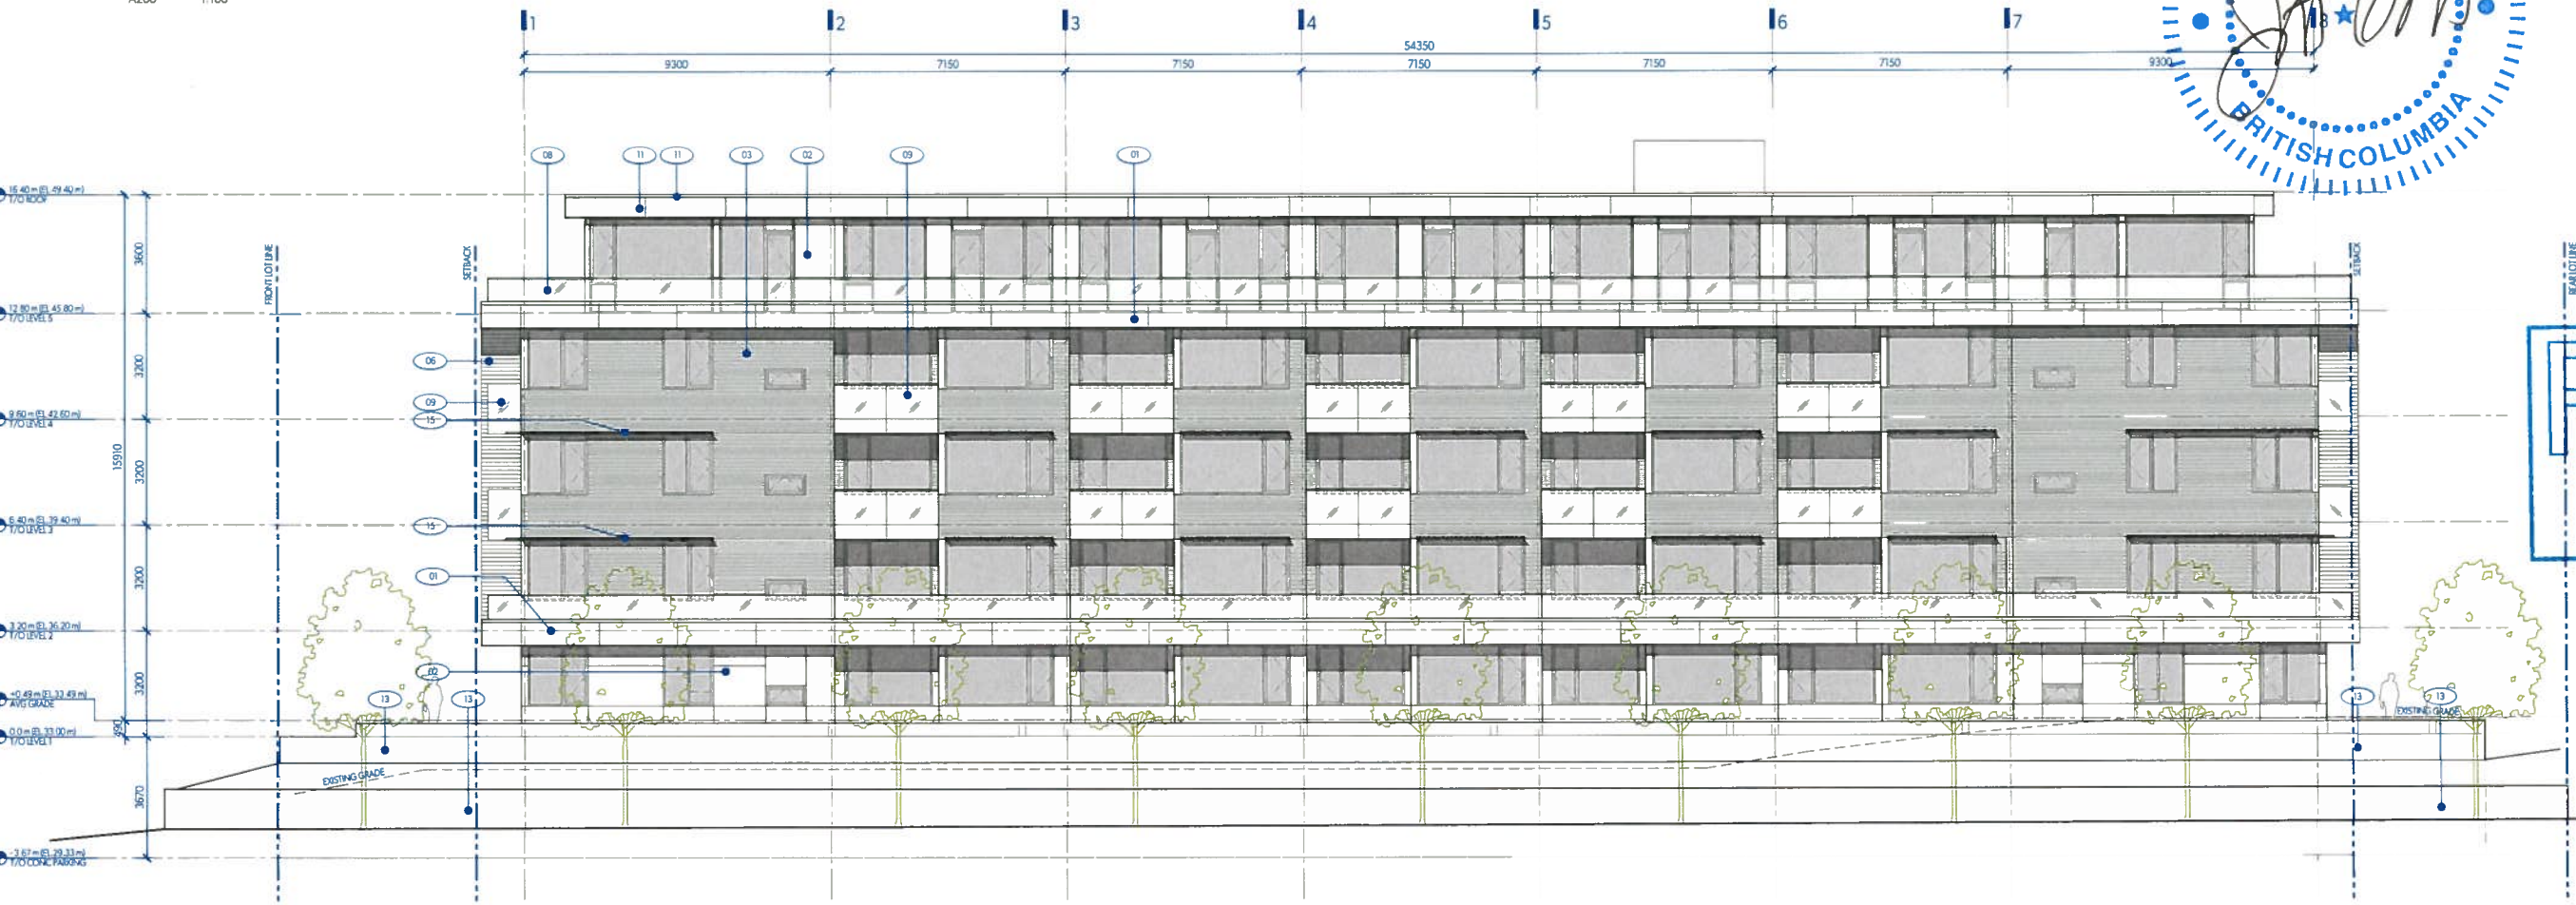 A200 1:100
1 2 3 4 5 6 7 8
54350
9300 7150 7150 7150 7150 7150 9300
BRITISH COLUMBIA
08 11 11 03 02 09 01
16.40 m (EL 49.40 m)
T/O ROOF
FRONT LOT LINE
SETBACK
SETBACK
REAR LOT LINE
3600
12.80 m (EL 45.80 m)
T/O LEVEL 5
06
3200
09
9.60 m (EL 42.60 m)
T/O LEVEL 4
15
15910
3200
6.40 m (EL 39.40 m)
T/O LEVEL 3
15
3200
01
3.20 m (EL 36.20 m)
T/O LEVEL 2
02
3200
+0.49 m (EL 33.49 m)
AVG GRADE
13 13 13 13
EXISTING GRADE
490
0.0 m (EL 33.00 m)
T/O LEVEL 1
EXISTING GRADE
3670
-3.67 m (EL 29.33 m)
T/O CONC PARKING